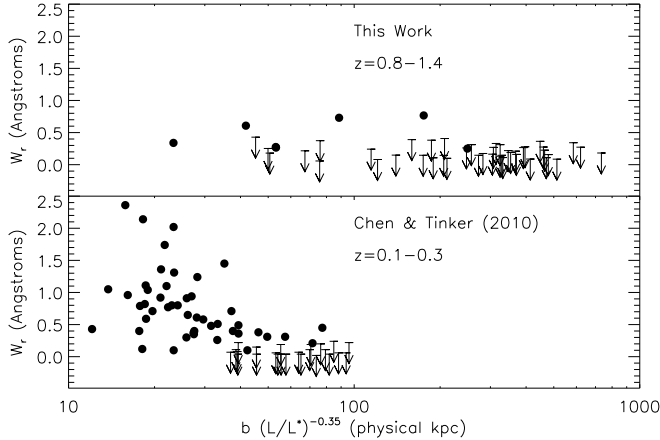 2.5
2.0
1.5
1.0
0.5
0.0
W_r (Angstroms)
This Work
z=0.8−1.4
2.5
2.0
1.5
1.0
0.5
0.0
W_r (Angstroms)
Chen & Tinker (2010)
z=0.1−0.3
10
100
1000
b (L/L*)^−0.35 (physical kpc)